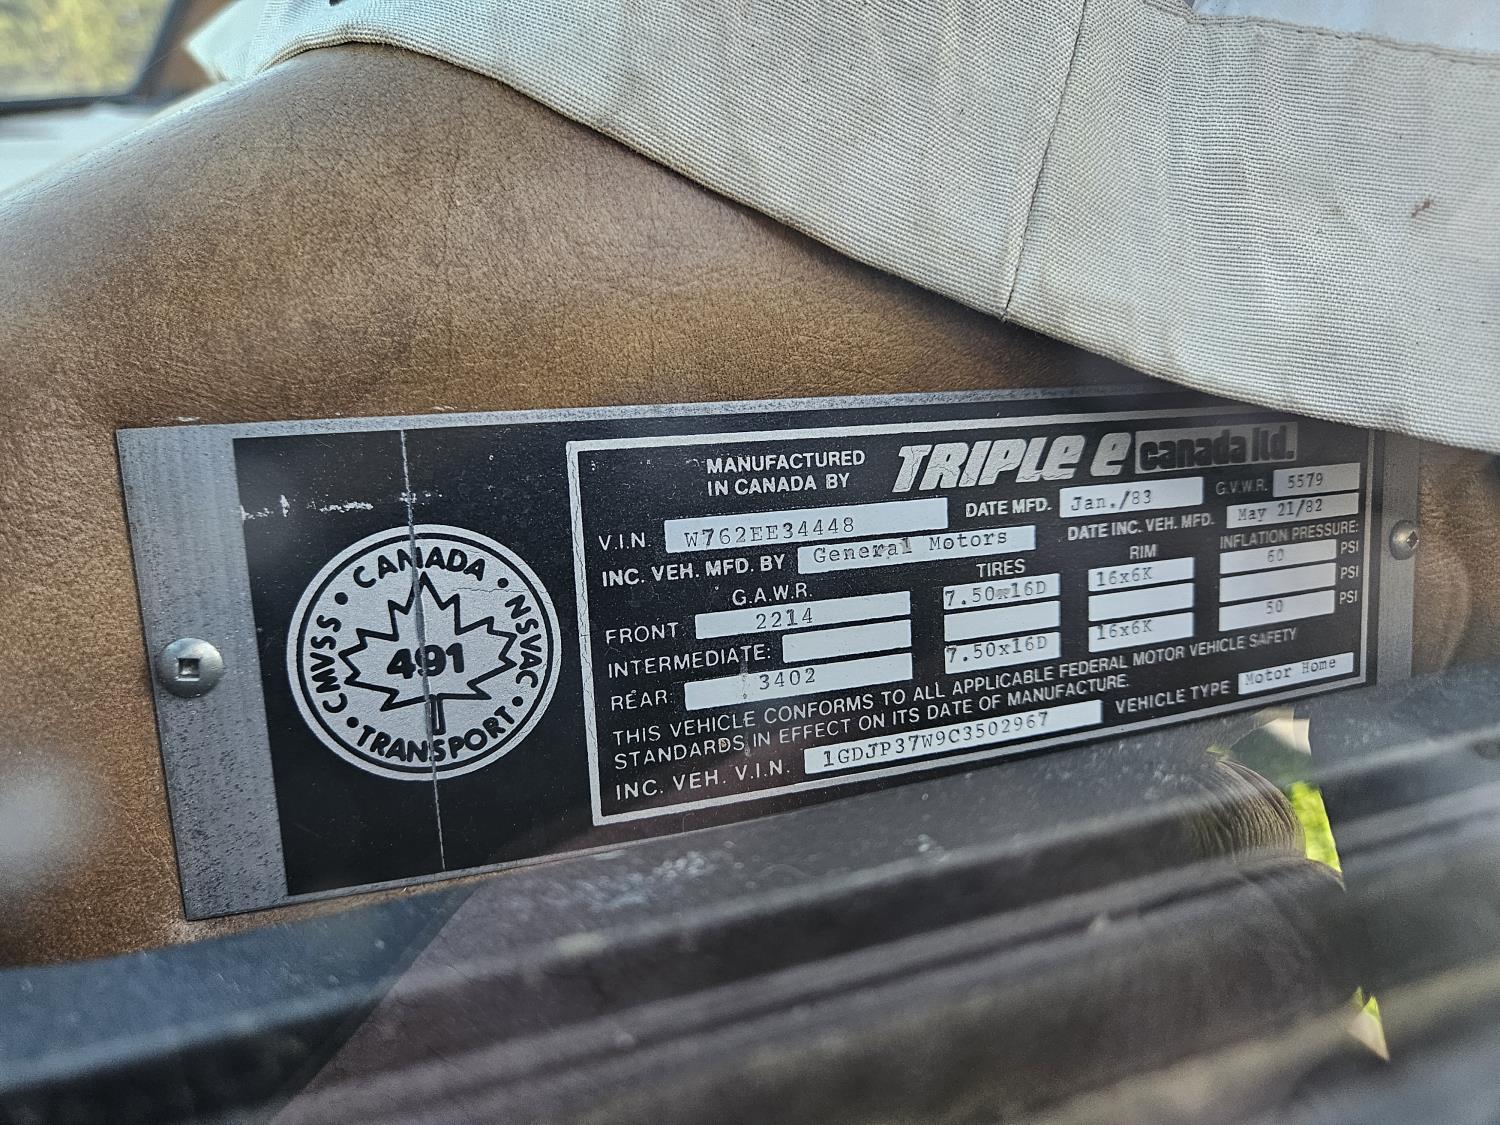 CANADA • NSVAC • TRANSPORT • CMVSS •
491
MANUFACTURED
IN CANADA BY
TRIPLE E canada ltd.
V.I.N. W762EE34448 DATE MFD. Jan./83 G.V.W.R. 5579
INC. VEH. MFD. BY General Motors DATE INC. VEH. MFD. May 21/82
G.A.W.R. TIRES RIM INFLATION PRESSURE:
FRONT: 2214 7.50x16D 16x6K 60 PSI
INTERMEDIATE: PSI
REAR: 3402 7.50x16D 16x6K 50 PSI
THIS VEHICLE CONFORMS TO ALL APPLICABLE FEDERAL MOTOR VEHICLE SAFETY
STANDARDS IN EFFECT ON ITS DATE OF MANUFACTURE.
INC. VEH. V.I.N. 1GDJP37W9C3502967 VEHICLE TYPE Motor Home